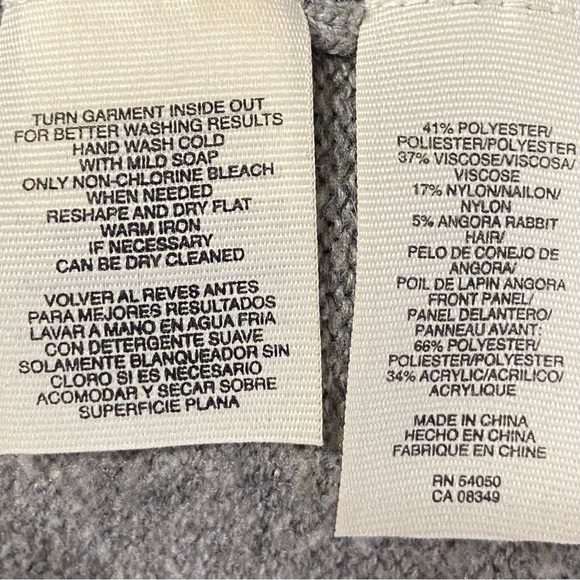 TURN GARMENT INSIDE OUT
FOR BETTER WASHING RESULTS
HAND WASH COLD
WITH MILD SOAP
ONLY NON-CHLORINE BLEACH
WHEN NEEDED
RESHAPE AND DRY FLAT
WARM IRON
IF NECESSARY
CAN BE DRY CLEANED
VOLVER AL REVES ANTES
PARA MEJORES RESULTADOS
LAVAR A MANO EN AGUA FRIA
CON DETERGENTE SUAVE
SOLAMENTE BLANQUEADOR SIN
CLORO SI ES NECESARIO
ACOMODAR Y SECAR SOBRE
SUPERFICIE PLANA
41% POLYESTER/
POLIESTER/POLYESTER
37% VISCOSE/VISCOSA/
VISCOSE
17% NYLON/NAILON/
NYLON
5% ANGORA RABBIT
HAIR/
PELO DE CONEJO DE
ANGORA/
POIL DE LAPIN ANGORA
FRONT PANEL/
PANEL DELANTERO/
PANNEAU AVANT:
66% POLYESTER/
POLIESTER/POLYESTER
34% ACRYLIC/ACRILICO/
ACRYLIQUE
MADE IN CHINA
HECHO EN CHINA
FABRIQUE EN CHINE
RN 54050
CA 08349